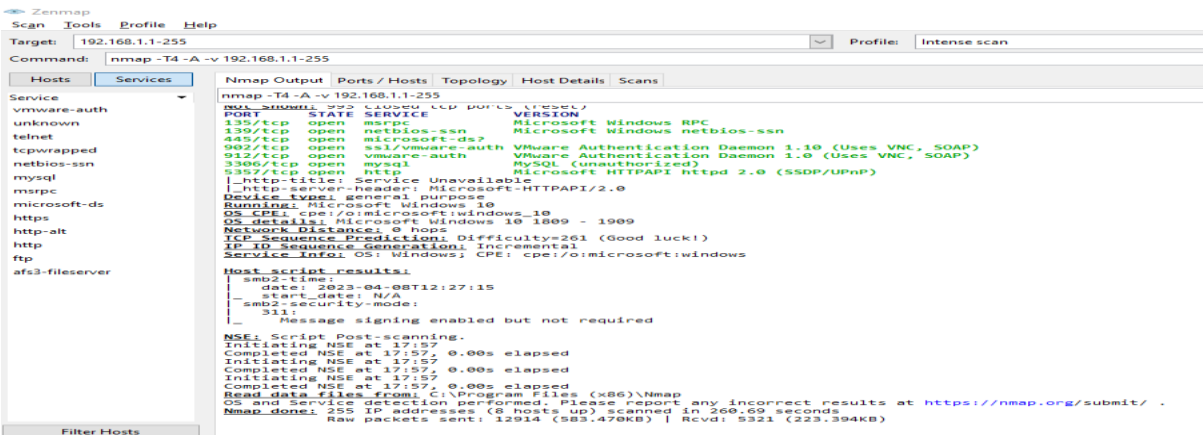 Zenmap
Scan Tools Profile Help
Target: 192.168.1.1-255 Profile: Intense scan
Command: nmap -T4 -A -v 192.168.1.1-255
Hosts Services
Nmap Output Ports / Hosts Topology Host Details Scans
Service
vmware-auth
unknown
telnet
tcpwrapped
netbios-ssn
mysql
msrpc
microsoft-ds
https
http-alt
http
ftp
afs3-fileserver
Filter Hosts
nmap -T4 -A -v 192.168.1.1-255
Not shown: 993 closed tcp ports (reset)
PORT STATE SERVICE VERSION
135/tcp open msrpc Microsoft Windows RPC
139/tcp open netbios-ssn Microsoft Windows netbios-ssn
445/tcp open microsoft-ds?
902/tcp open ssl/vmware-auth VMware Authentication Daemon 1.10 (Uses VNC, SOAP)
912/tcp open vmware-auth VMware Authentication Daemon 1.0 (Uses VNC, SOAP)
3306/tcp open mysql MySQL (unauthorized)
5357/tcp open http Microsoft HTTPAPI httpd 2.0 (SSDP/UPnP)
|_http-title: Service Unavailable
|_http-server-header: Microsoft-HTTPAPI/2.0
Device type: general purpose
Running: Microsoft Windows 10
OS CPE: cpe:/o:microsoft:windows_10
OS details: Microsoft Windows 10 1809 - 1909
Network Distance: 0 hops
TCP Sequence Prediction: Difficulty=261 (Good luck!)
IP ID Sequence Generation: Incremental
Service Info: OS: Windows; CPE: cpe:/o:microsoft:windows
Host script results:
| smb2-time:
| date: 2023-04-08T12:27:15
|_ start_date: N/A
| smb2-security-mode:
| 311:
|_ Message signing enabled but not required
NSE: Script Post-scanning.
Initiating NSE at 17:57
Completed NSE at 17:57, 0.00s elapsed
Initiating NSE at 17:57
Completed NSE at 17:57, 0.00s elapsed
Initiating NSE at 17:57
Completed NSE at 17:57, 0.00s elapsed
Read data files from: C:\Program Files (x86)\Nmap
OS and Service detection performed. Please report any incorrect results at https://nmap.org/submit/ .
Nmap done: 255 IP addresses (8 hosts up) scanned in 260.69 seconds
Raw packets sent: 12914 (583.470KB) | Rcvd: 5321 (223.394KB)